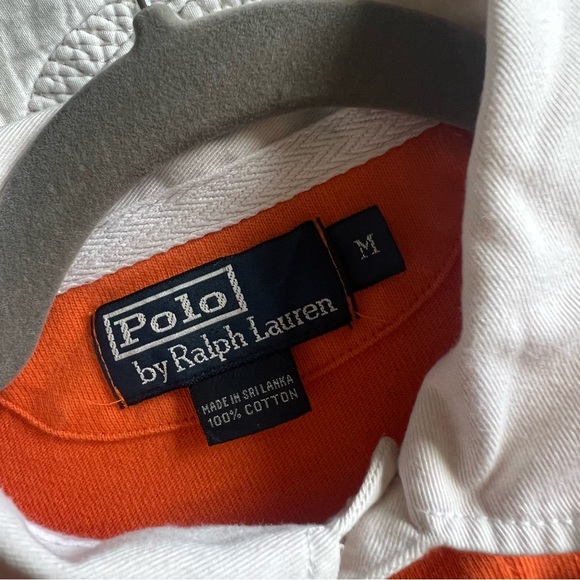 Polo
by Ralph Lauren
M
MADE IN SRI LANKA
100% COTTON